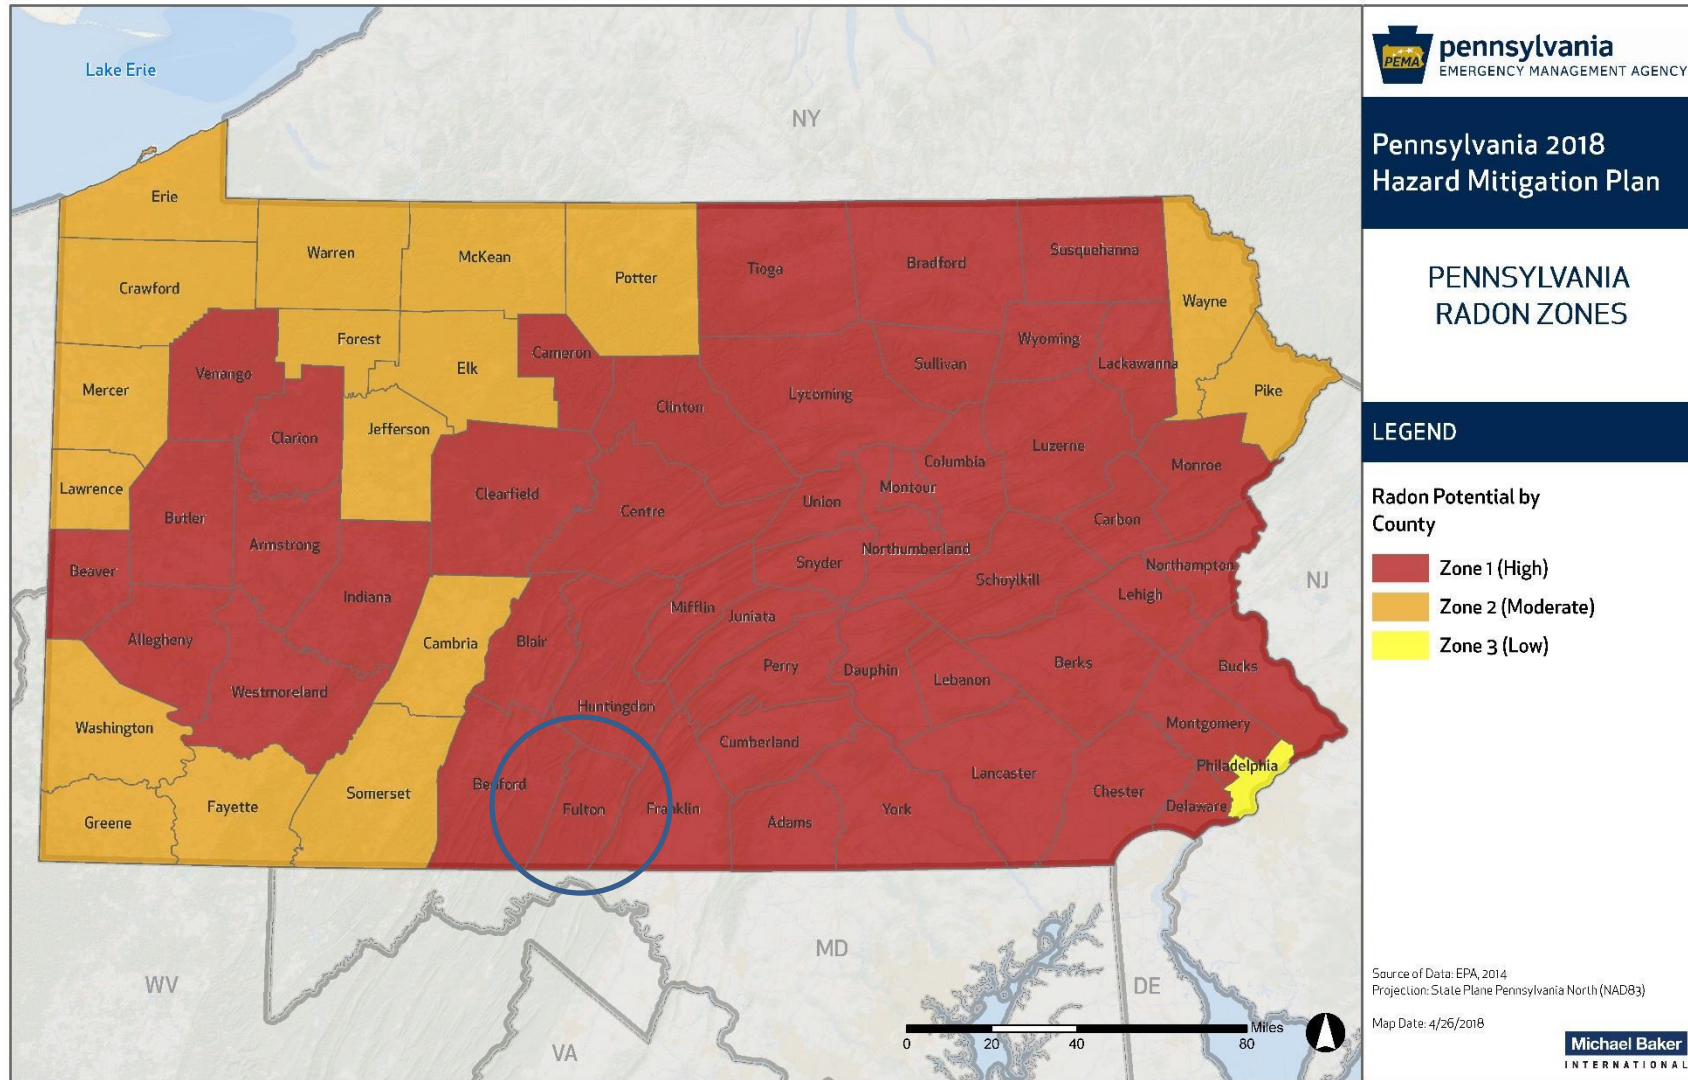 Lake Erie
NY
Erie
Warren
McKean
Potter
Tioga
Bradford
Susquehanna
Crawford
Wayne
Forest
Wyoming
Cameron
Sullivan
Lackawanna
Venango
Elk
Mercer
Pike
Lycoming
Clinton
Jefferson
Clarion
Luzerne
Columbia
Monroe
Lawrence
Clearfield
Montour
Union
Centre
Butler
Carbon
Armstrong
Northumberland
Snyder
Northampton
Beaver
Schuylkill
NJ
Lehigh
Indiana
Mifflin
Juniata
Allegheny
Cambria
Blair
Perry
Dauphin
Berks
Bucks
Lebanon
Westmoreland
Huntingdon
Washington
Montgomery
Cumberland
Philadelphia
Lancaster
Bedford
Somerset
Chester
Fayette
Fulton
Franklin
York
Delaware
Greene
Adams
MD
WV
DE
VA
Miles
0 20 40 80
PEMA
pennsylvania
EMERGENCY MANAGEMENT AGENCY
Pennsylvania 2018
Hazard Mitigation Plan
PENNSYLVANIA
RADON ZONES
LEGEND
Radon Potential by
County
Zone 1 (High)
Zone 2 (Moderate)
Zone 3 (Low)
Source of Data: EPA, 2014
Projection: State Plane Pennsylvania North (NAD83)
Map Date: 4/26/2018
Michael Baker
INTERNATIONAL